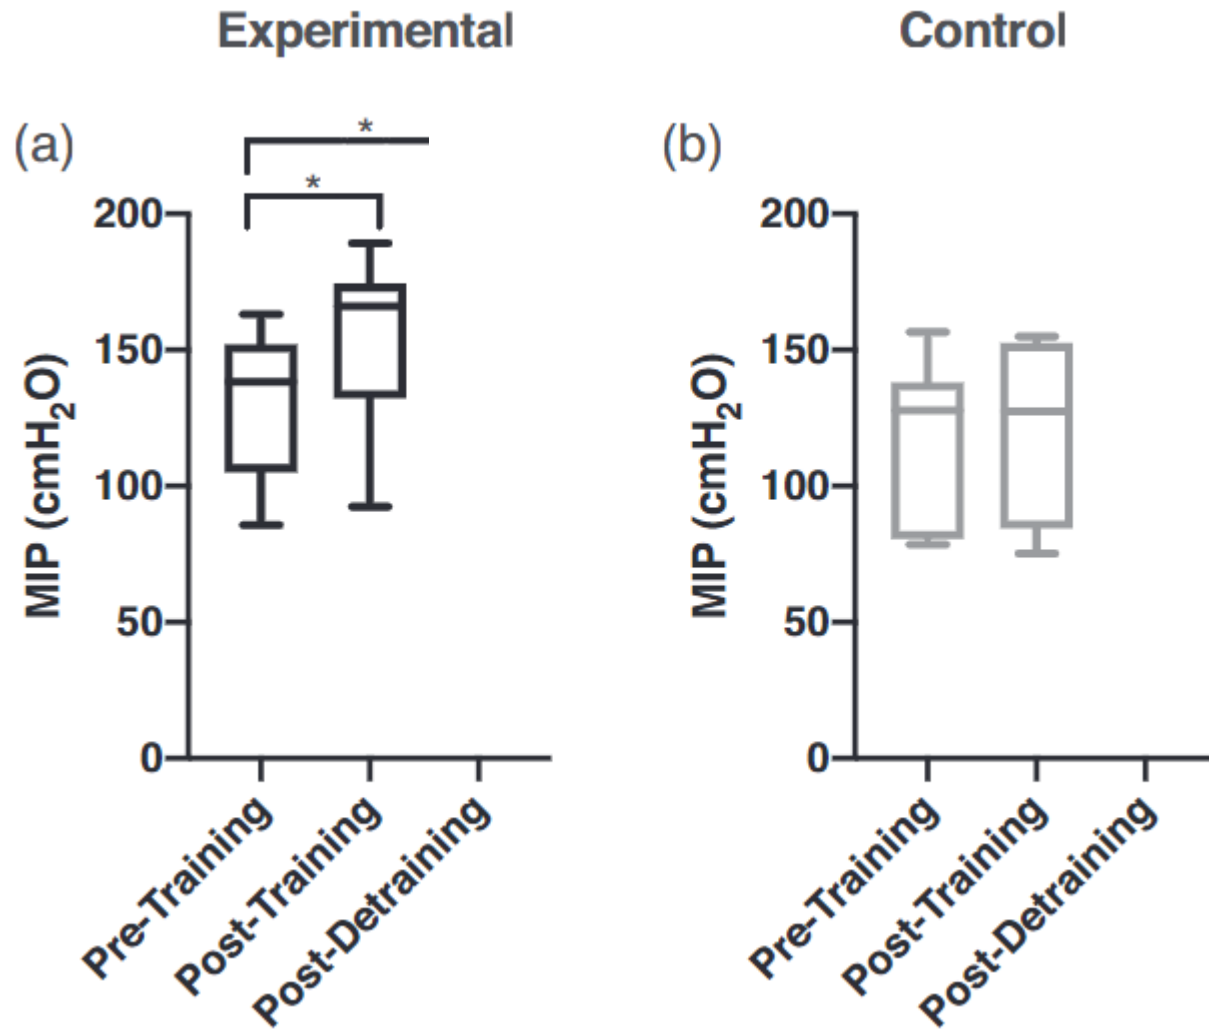 Experimental
Control
(a)
*
*
200
150
100
50
0
MIP (cmH₂O)
Pre-Training
Post-Training
Post-Detraining
(b)
200
150
100
50
0
MIP (cmH₂O)
Pre-Training
Post-Training
Post-Detraining